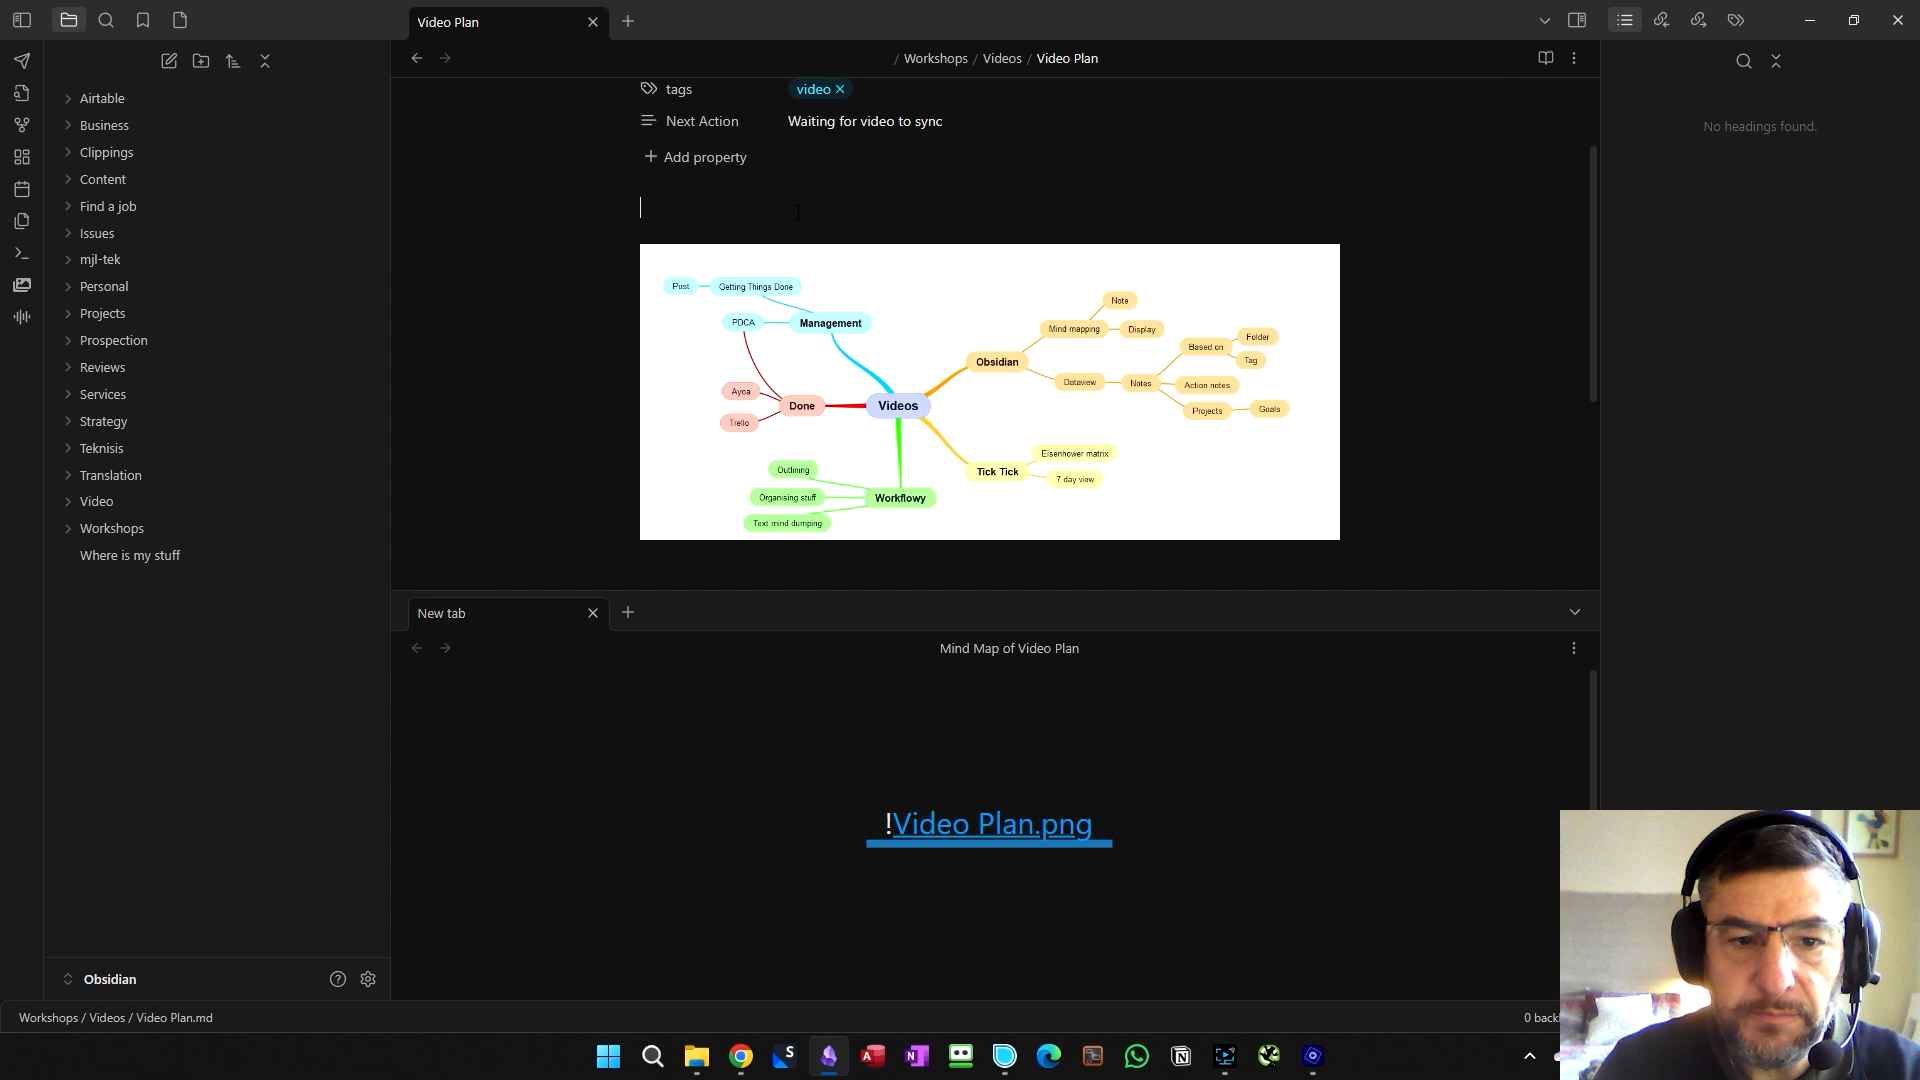 Video Plan
Workshops / Videos / Video Plan
tags
video
Next Action
Waiting for video to sync
Add property
Airtable
Business
Clippings
Content
Find a job
Issues
mjl-tek
Personal
Projects
Prospection
Reviews
Services
Strategy
Teknisis
Translation
Video
Workshops
Where is my stuff
No headings found.
Post
Getting Things Done
PDCA
Management
Ayoa
Trello
Done
Videos
Outlining
Organising stuff
Text mind dumping
Workflowy
Note
Mind mapping
Display
Obsidian
Dataview
Notes
Based on
Folder
Tag
Action notes
Projects
Goals
Tick Tick
Eisenhower matrix
7 day view
New tab
Mind Map of Video Plan
!Video Plan.png
Obsidian
Workshops / Videos / Video Plan.md
0 back